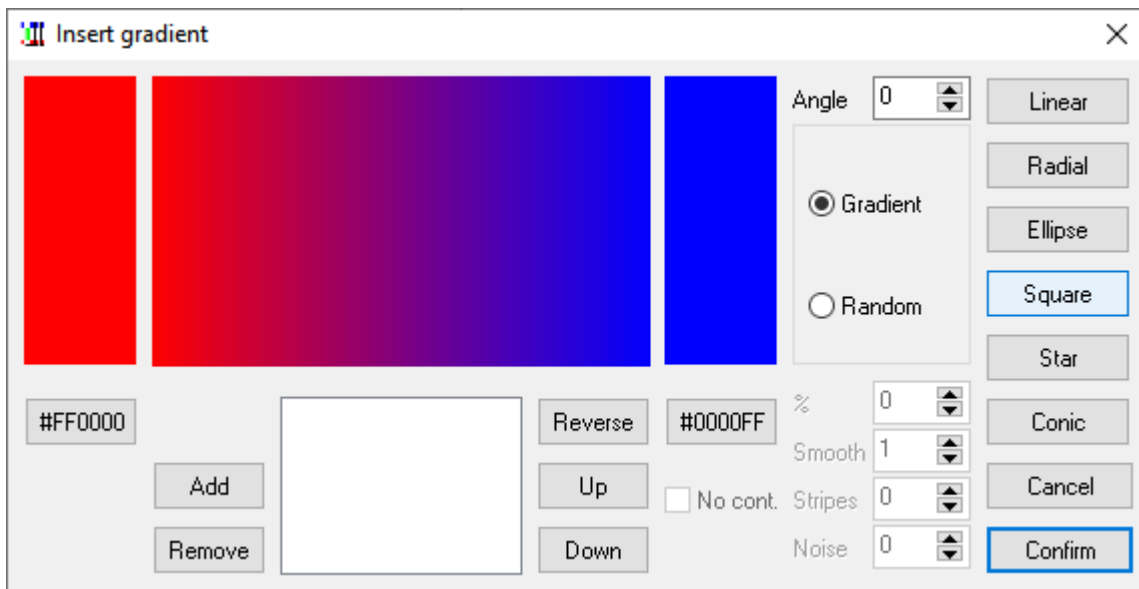 Insert gradient
Angle 0
Linear
Radial
Gradient
Ellipse
Square
Random
Star
#FF0000
Reverse
#0000FF
% 0
Conic
Smooth 1
Add
Up
No cont.
Stripes 0
Cancel
Remove
Down
Noise 0
Confirm